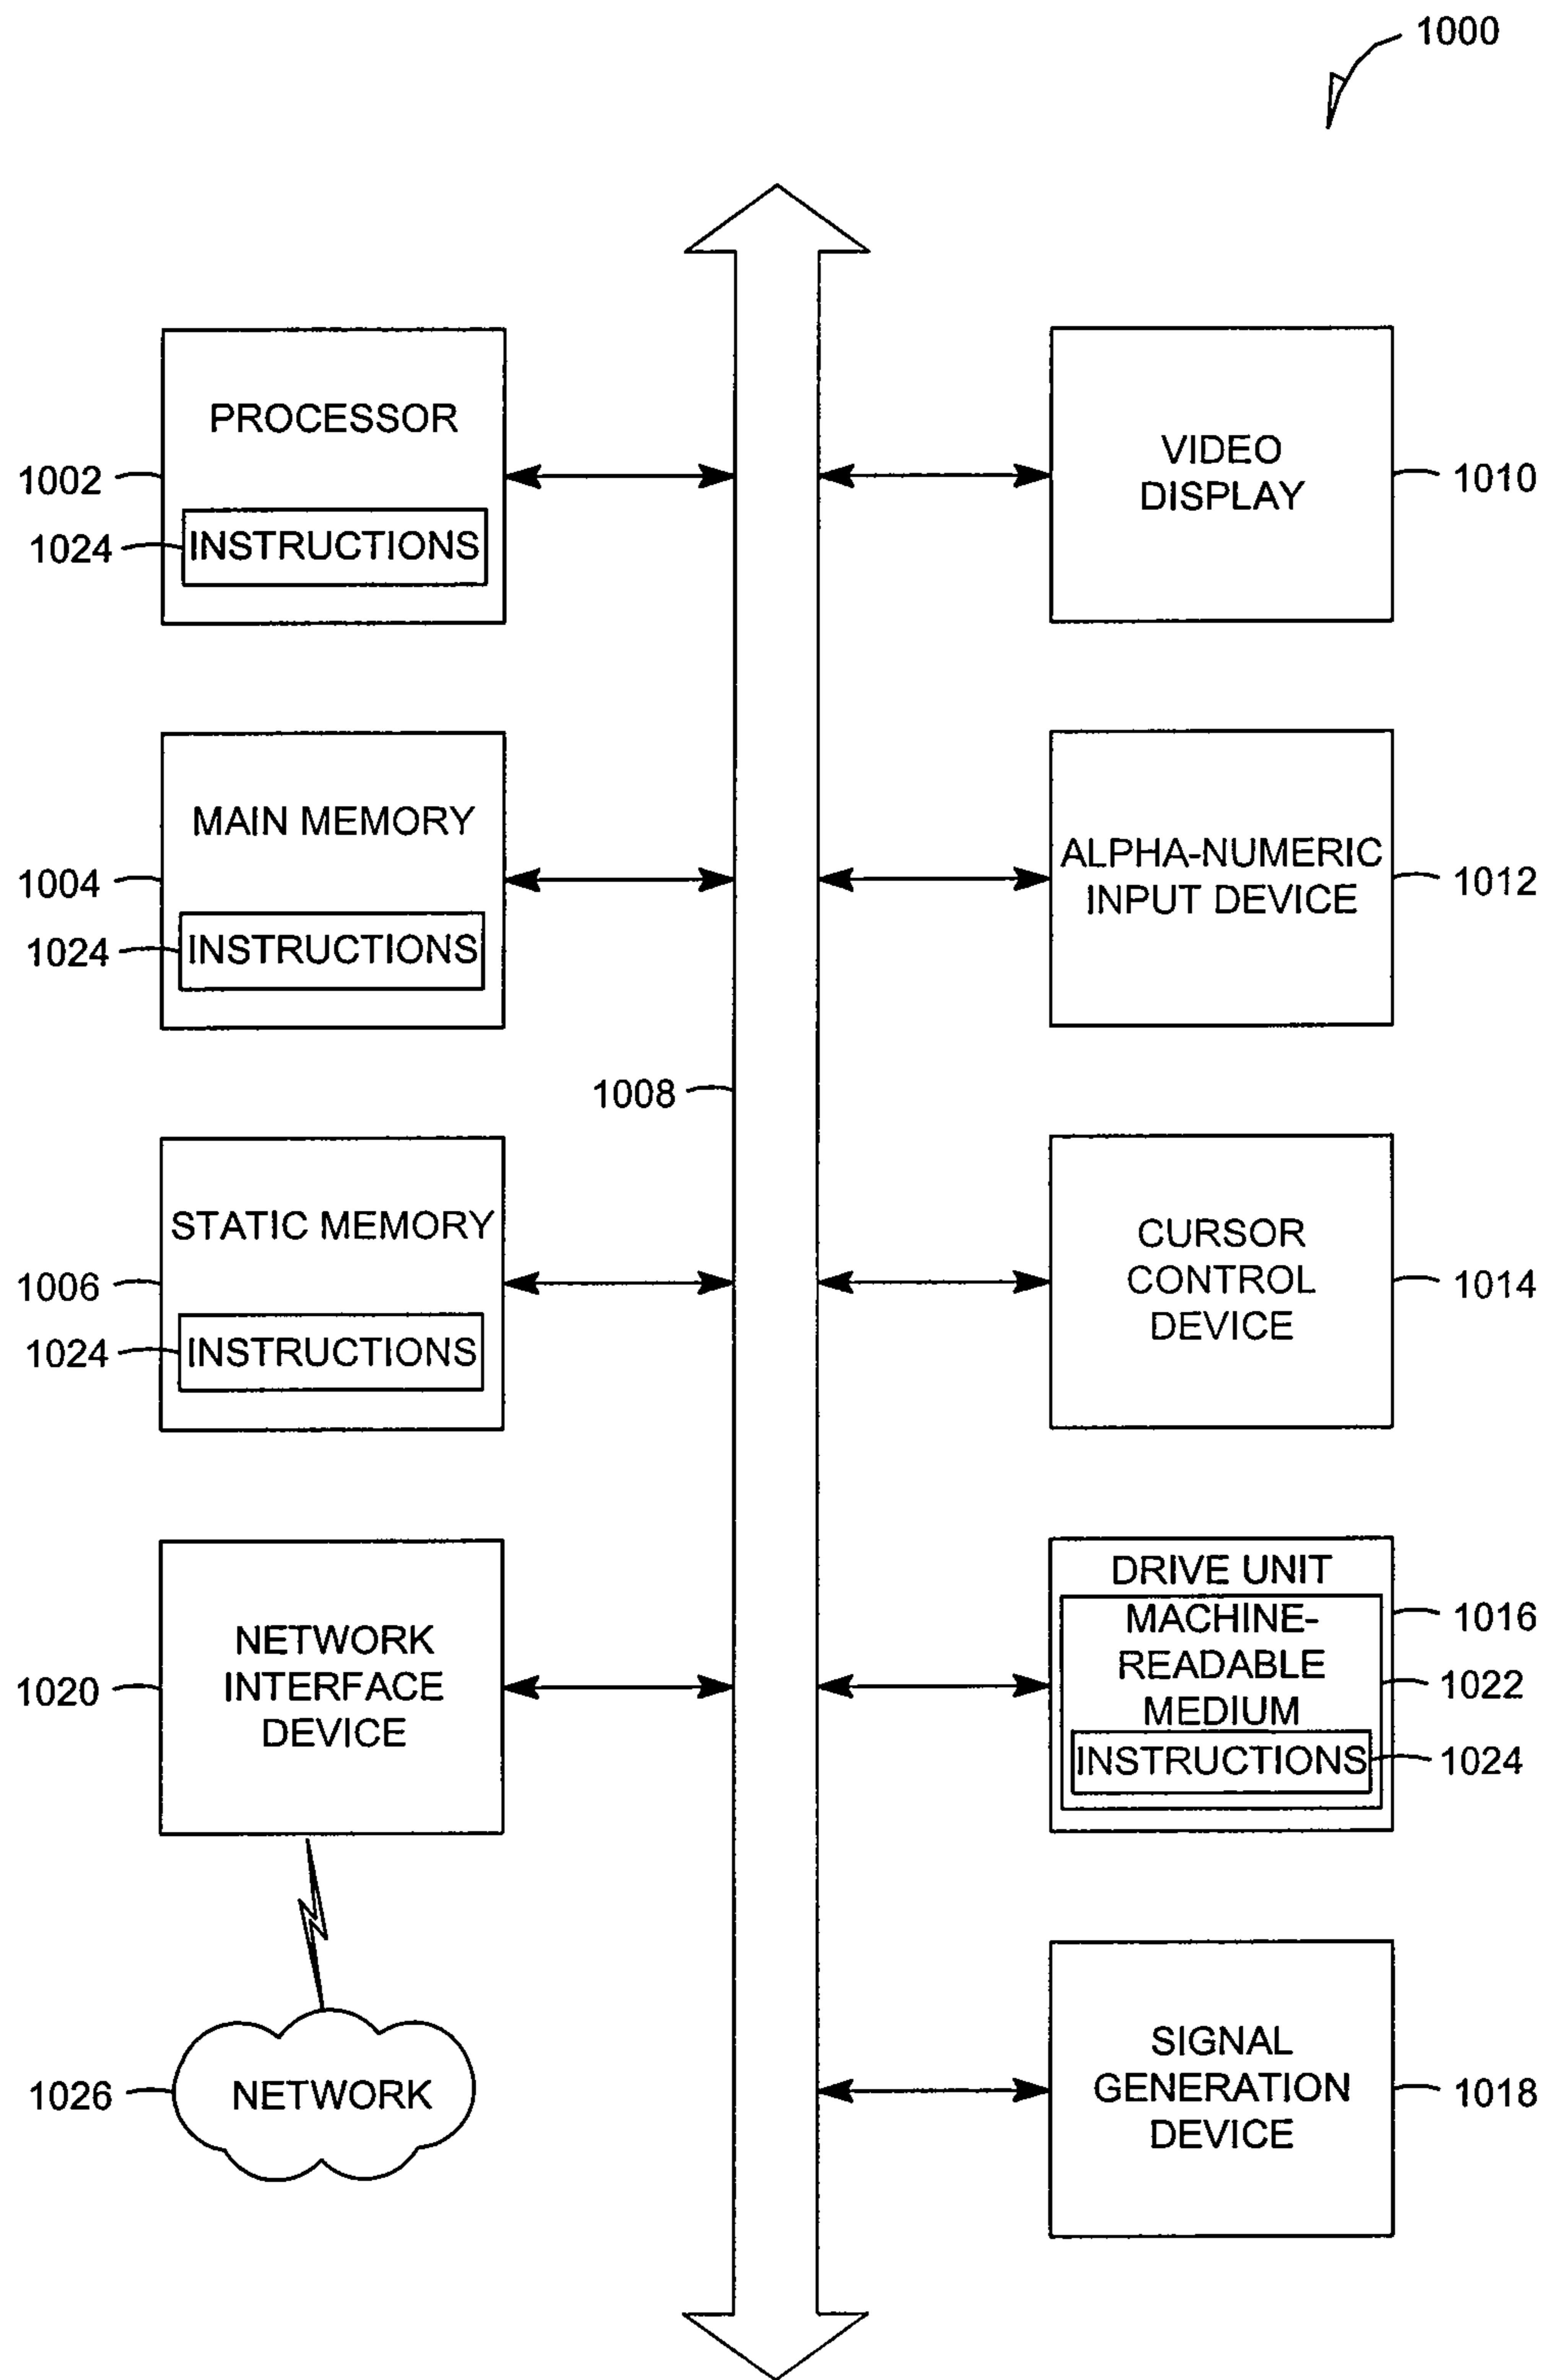 1000
PROCESSOR
1002
1024
INSTRUCTIONS
MAIN MEMORY
1004
1024
INSTRUCTIONS
1008
STATIC MEMORY
1006
1024
INSTRUCTIONS
NETWORK
INTERFACE
DEVICE
1020
1026
NETWORK
VIDEO
DISPLAY
1010
ALPHA-NUMERIC
INPUT DEVICE
1012
CURSOR
CONTROL
DEVICE
1014
DRIVE UNIT
1016
MACHINE-
READABLE
MEDIUM
1022
INSTRUCTIONS
1024
SIGNAL
GENERATION
DEVICE
1018